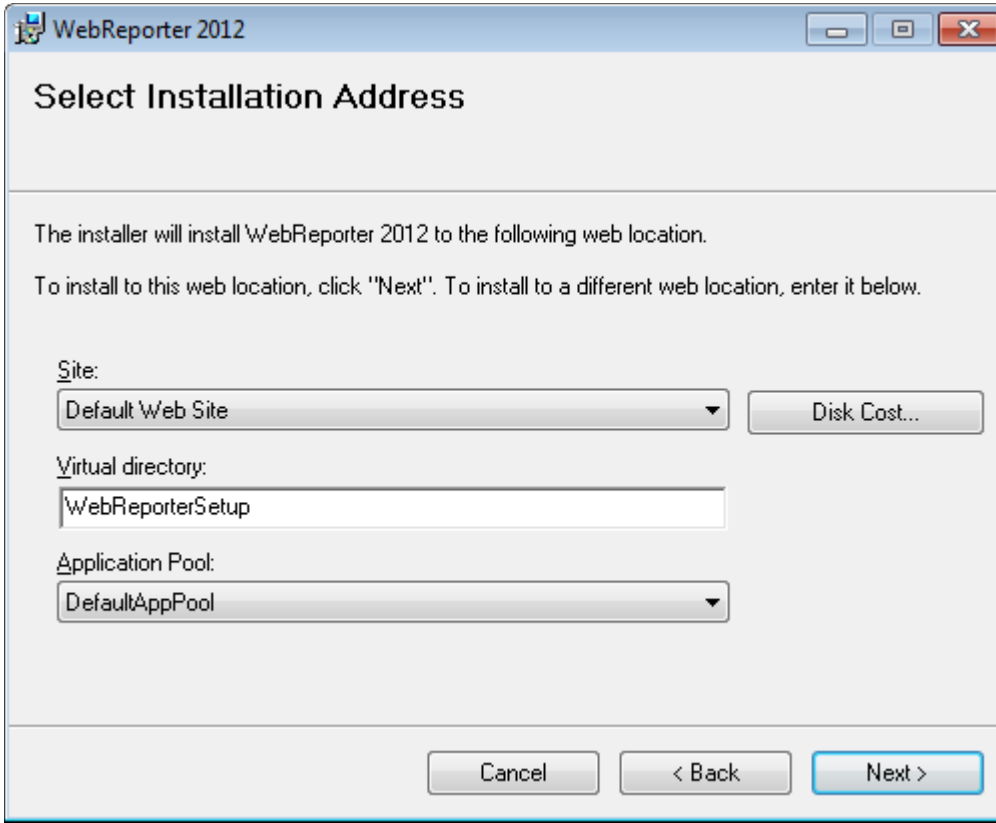 WebReporter 2012
Select Installation Address
The installer will install WebReporter 2012 to the following web location.
To install to this web location, click "Next". To install to a different web location, enter it below.
Site:
Default Web Site
Disk Cost...
Virtual directory:
WebReporterSetup
Application Pool:
DefaultAppPool
Cancel
< Back
Next >